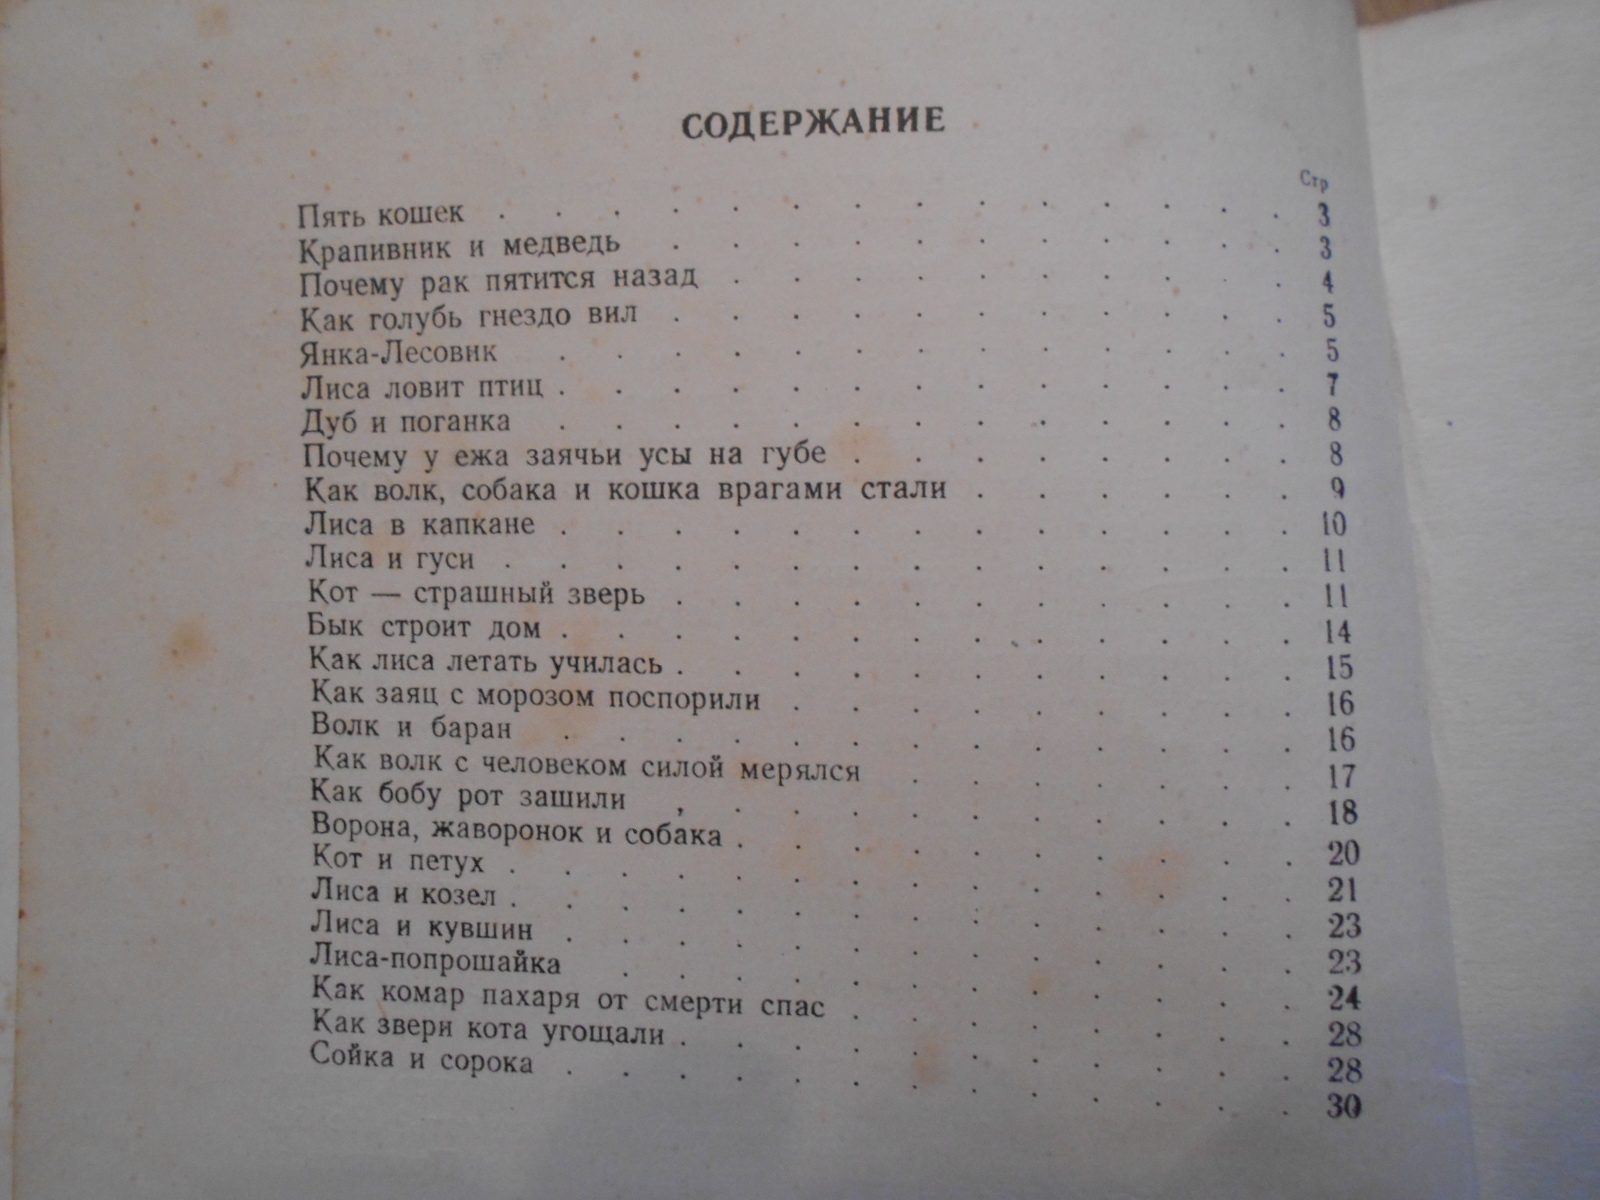 СОДЕРЖАНИЕ
Стр
Пять кошек . . . . . . . . . . . . . . 3
Крапивник и медведь . . . . . . . . . . . 3
Почему рак пятится назад . . . . . . . . . . 4
Как голубь гнездо вил . . . . . . . . . . . 5
Янка-Лесовик . . . . . . . . . . . . . 5
Лиса ловит птиц . . . . . . . . . . . . . 7
Дуб и поганка . . . . . . . . . . . . . 8
Почему у ежа заячьи усы на губе . . . . . . . . 8
Как волк, собака и кошка врагами стали . . . . . . 9
Лиса в капкане . . . . . . . . . . . . . 10
Лиса и гуси . . . . . . . . . . . . . . 11
Кот — страшный зверь . . . . . . . . . . . 11
Бык строит дом . . . . . . . . . . . . . 14
Как лиса летать училась . . . . . . . . . . . 15
Как заяц с морозом поспорили . . . . . . . . . 16
Волк и баран . . . . . . . . . . . . . 16
Как волк с человеком силой мерялся . . . . . . . 17
Как бобу рот зашили . . . . . . . . . . . 18
Ворона, жаворонок и собака . . . . . . . . . . 20
Кот и петух . . . . . . . . . . . . . . 21
Лиса и козел . . . . . . . . . . . . . . 23
Лиса и кувшин . . . . . . . . . . . . . 23
Лиса-попрошайка . . . . . . . . . . . . 24
Как комар пахаря от смерти спас . . . . . . . . 28
Как звери кота угощали . . . . . . . . . . . 28
Сойка и сорока . . . . . . . . . . . . . 30